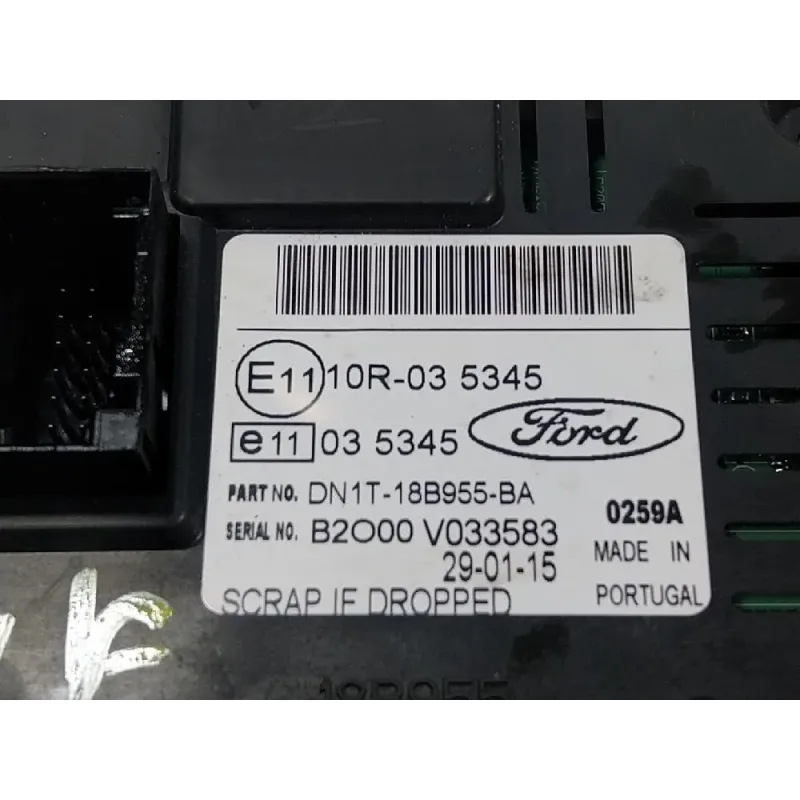 E11 10R-03 5345
e11 03 5345 Ford
PART NO. DN1T-18B955-BA
SERIAL NO. B2O00 V033583 0259A
29-01-15 MADE IN
SCRAP IF DROPPED PORTUGAL
18B955